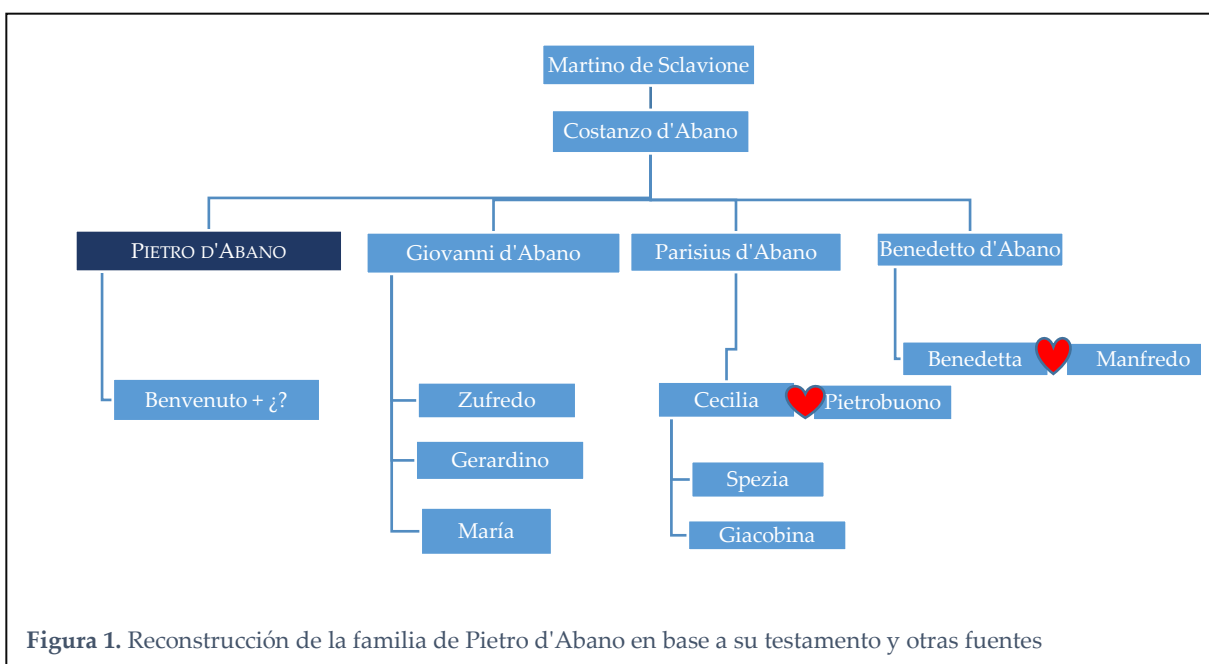 Martino de Sclavione
Costanzo d'Abano
PIETRO D'ABANO
Giovanni d'Abano
Parisius d'Abano
Benedetto d'Abano
Benedetta
Manfredo
Benvenuto + ¿?
Zufredo
Cecilia
Pietrobuono
Gerardino
Spezia
María
Giacobina
Figura 1. Reconstrucción de la familia de Pietro d'Abano en base a su testamento y otras fuentes